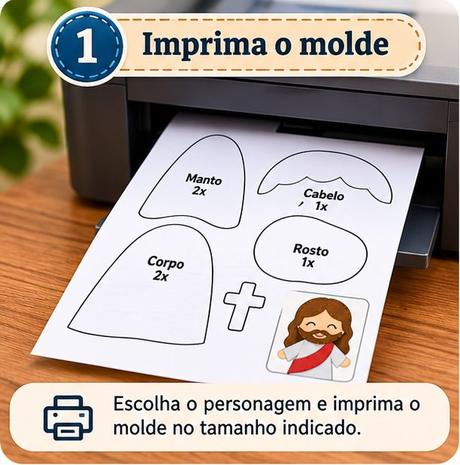 1
Imprima o molde
Manto
2x
Cabelo
1x
Corpo
2x
Rosto
1x
Escolha o personagem e imprima o
molde no tamanho indicado.